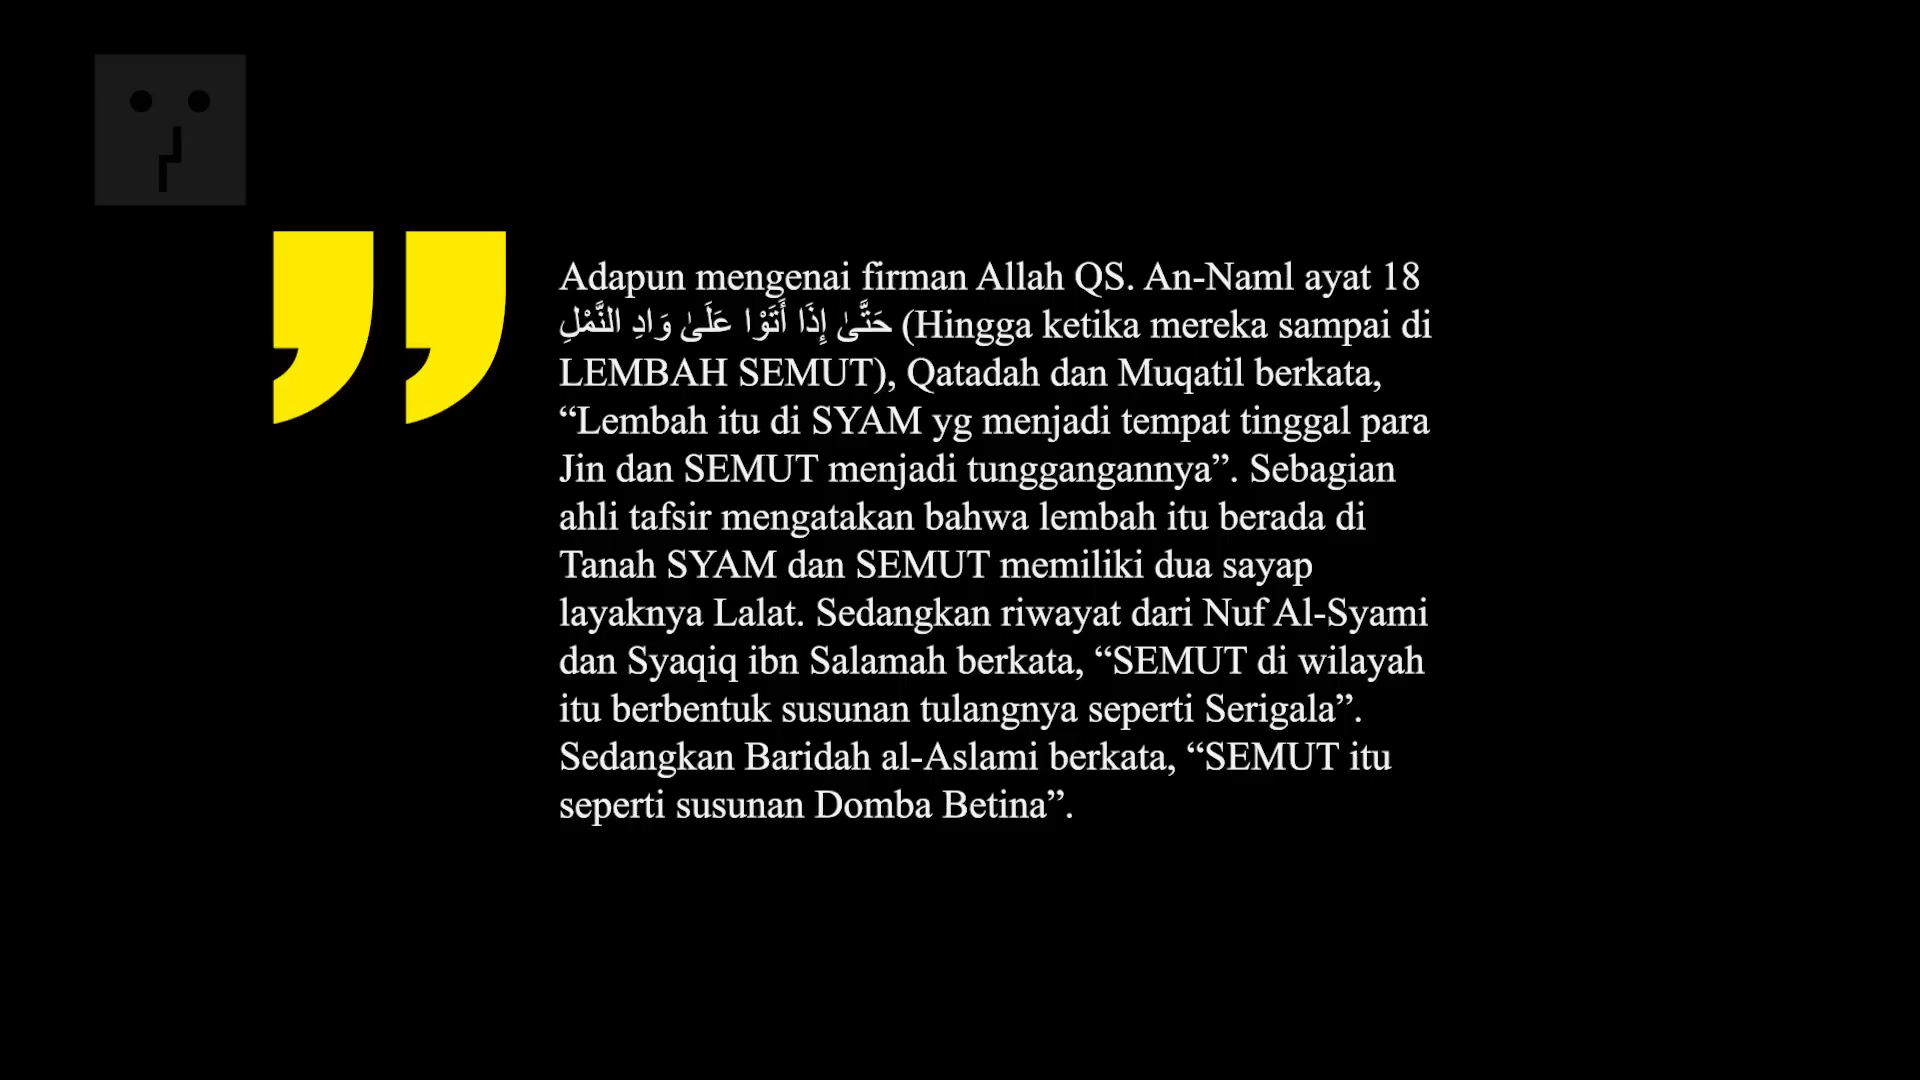 Adapun mengenai firman Allah QS. An-Naml ayat 18
حَتَّىٰ إِذَا أَتَوْا عَلَىٰ وَادِ النَّمْلِ (Hingga ketika mereka sampai di
LEMBAH SEMUT), Qatadah dan Muqatil berkata,
“Lembah itu di SYAM yg menjadi tempat tinggal para
Jin dan SEMUT menjadi tunggangannya”. Sebagian
ahli tafsir mengatakan bahwa lembah itu berada di
Tanah SYAM dan SEMUT memiliki dua sayap
layaknya Lalat. Sedangkan riwayat dari Nuf Al-Syami
dan Syaqiq ibn Salamah berkata, “SEMUT di wilayah
itu berbentuk susunan tulangnya seperti Serigala”.
Sedangkan Baridah al-Aslami berkata, “SEMUT itu
seperti susunan Domba Betina”.